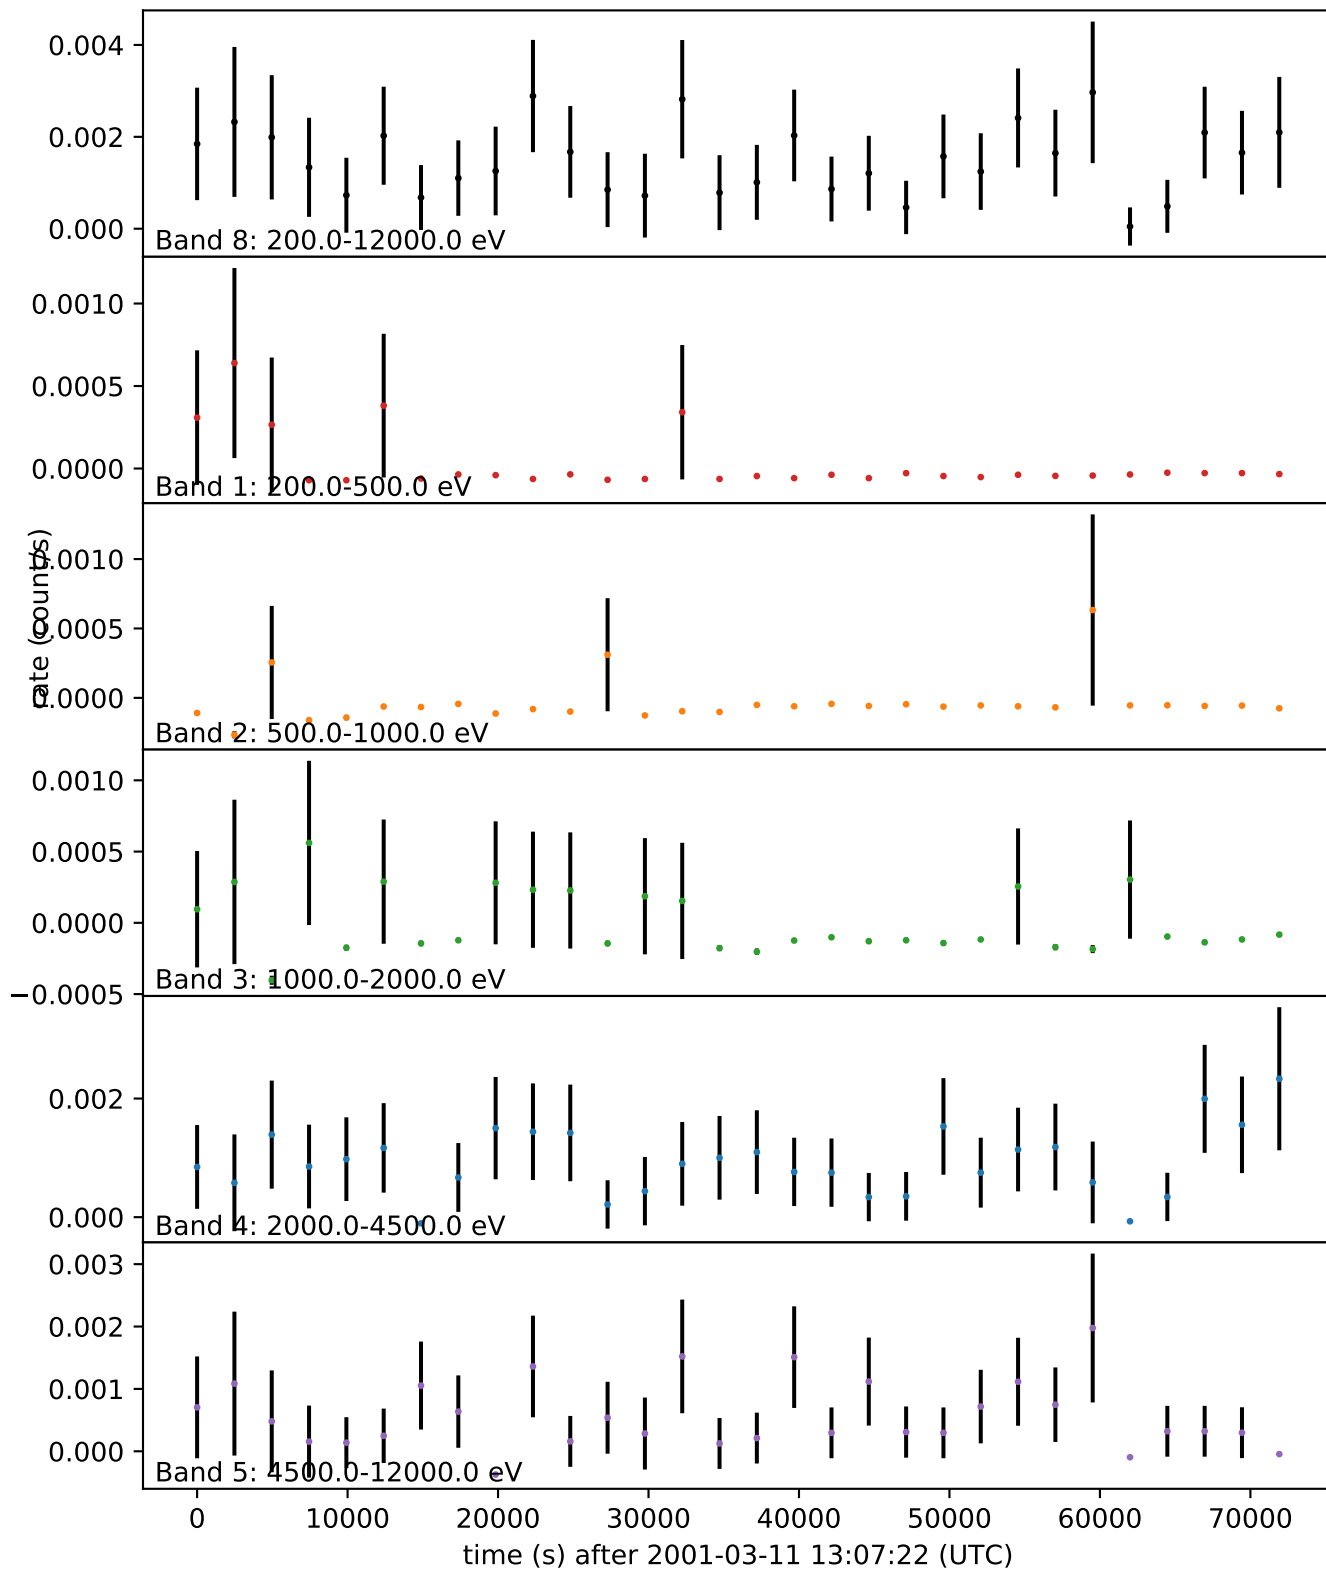 0.004
0.002
0.000
Band 8: 200.0-12000.0 eV
0.0010
0.0005
0.0000
Band 1: 200.0-500.0 eV
rate (count/s)
0.0010
0.0005
0.0000
Band 2: 500.0-1000.0 eV
0.0010
0.0005
0.0000
−0.0005
Band 3: 1000.0-2000.0 eV
0.002
0.000
Band 4: 2000.0-4500.0 eV
0.003
0.002
0.001
0.000
Band 5: 4500.0-12000.0 eV
0 10000 20000 30000 40000 50000 60000 70000
time (s) after 2001-03-11 13:07:22 (UTC)